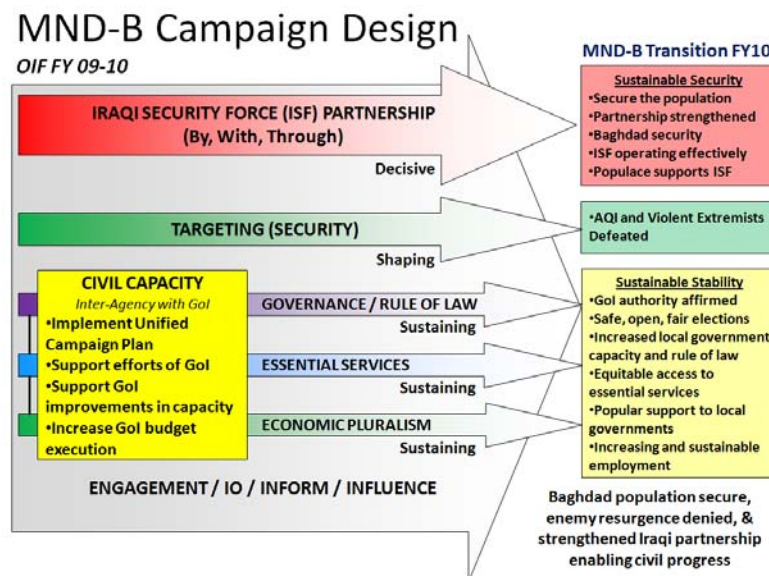 MND-B Campaign Design
OIF FY 09-10
MND-B Transition FY10
IRAQI SECURITY FORCE (ISF) PARTNERSHIP
(By, With, Through)
Decisive
Sustainable Security
•Secure the population
•Partnership strengthened
•Baghdad security
•ISF operating effectively
•Populace supports ISF
TARGETING (SECURITY)
Shaping
•AQI and Violent Extremists
Defeated
CIVIL CAPACITY
Inter-Agency with GoI
•Implement Unified
Campaign Plan
•Support efforts of GoI
•Support GoI
improvements in capacity
•Increase GoI budget
execution
GOVERNANCE / RULE OF LAW
Sustaining
ESSENTIAL SERVICES
Sustaining
ECONOMIC PLURALISM
Sustaining
Sustainable Stability
•GoI authority affirmed
•Safe, open, fair elections
•Increased local government
capacity and rule of law
•Equitable access to
essential services
•Popular support to local
governments
•Increasing and sustainable
employment
ENGAGEMENT / IO / INFORM / INFLUENCE
Baghdad population secure,
enemy resurgence denied, &
strengthened Iraqi partnership
enabling civil progress